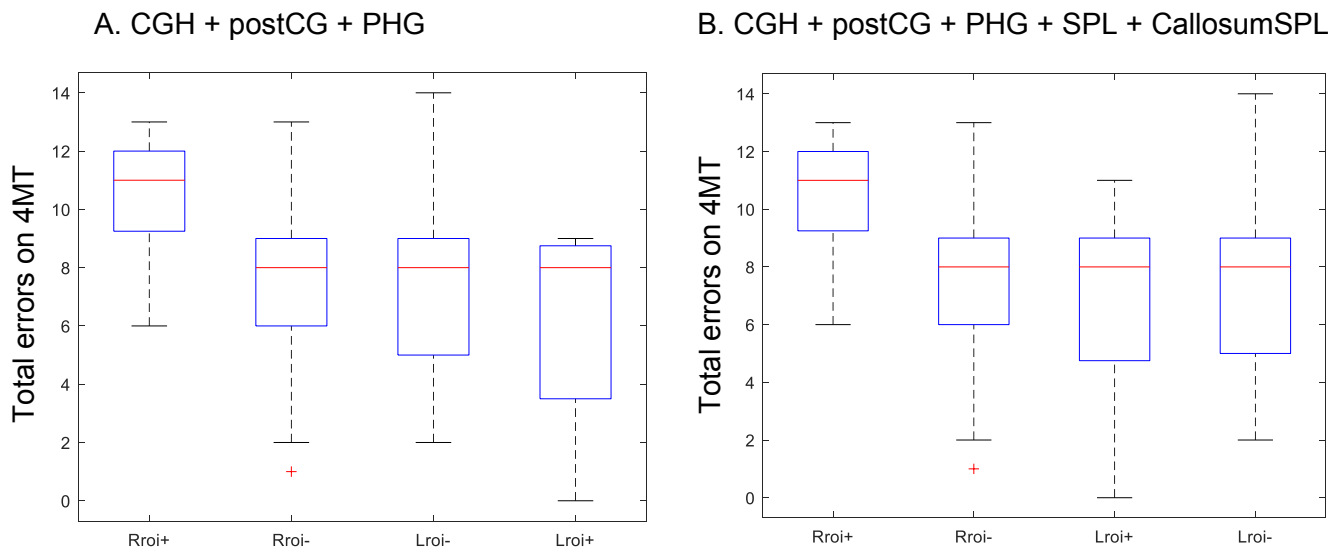 A. CGH + postCG + PHG
Total errors on 4MT
14
12
10
8
6
4
2
0
Rroi+ Rroi- Lroi- Lroi+
B. CGH + postCG + PHG + SPL + CallosumSPL
Total errors on 4MT
14
12
10
8
6
4
2
0
Rroi+ Rroi- Lroi+ Lroi-